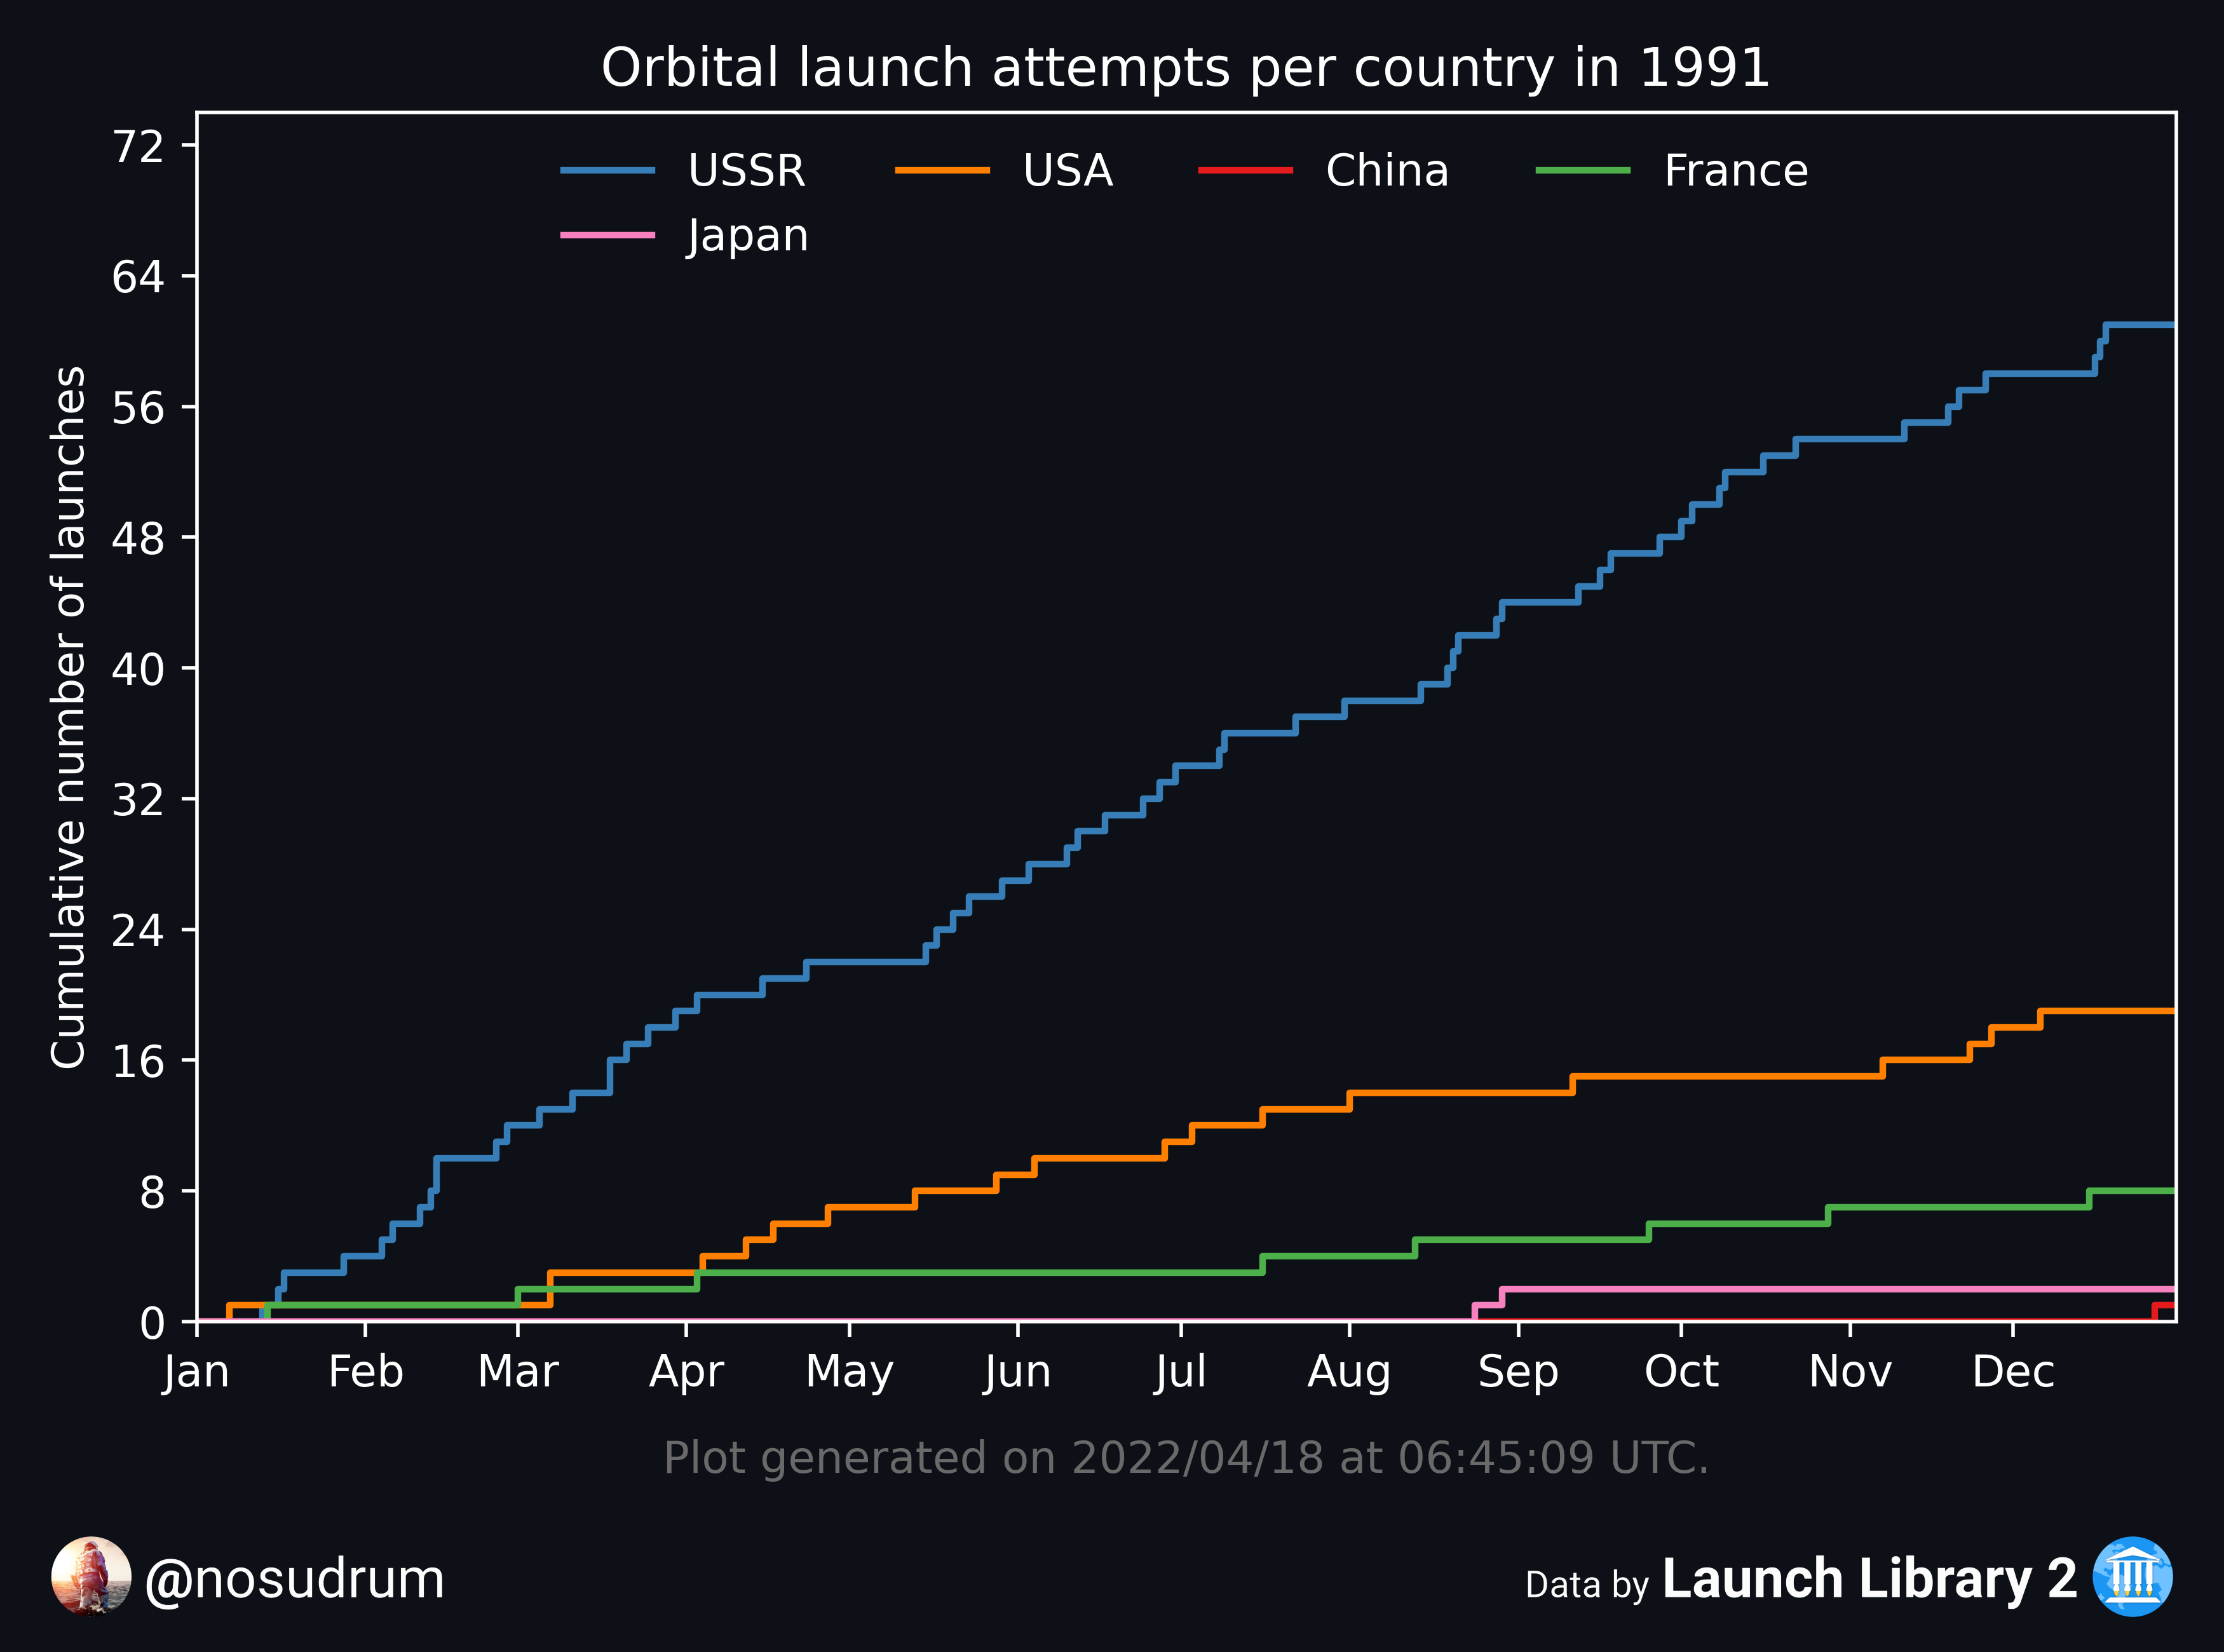 Orbital launch attempts per country in 1991
USSR USA China France
Japan
72
64
56
48
40
32
24
16
8
0
Cumulative number of launches
Jan Feb Mar Apr May Jun Jul Aug Sep Oct Nov Dec
Plot generated on 2022/04/18 at 06:45:09 UTC.
@nosudrum
Data by Launch Library 2